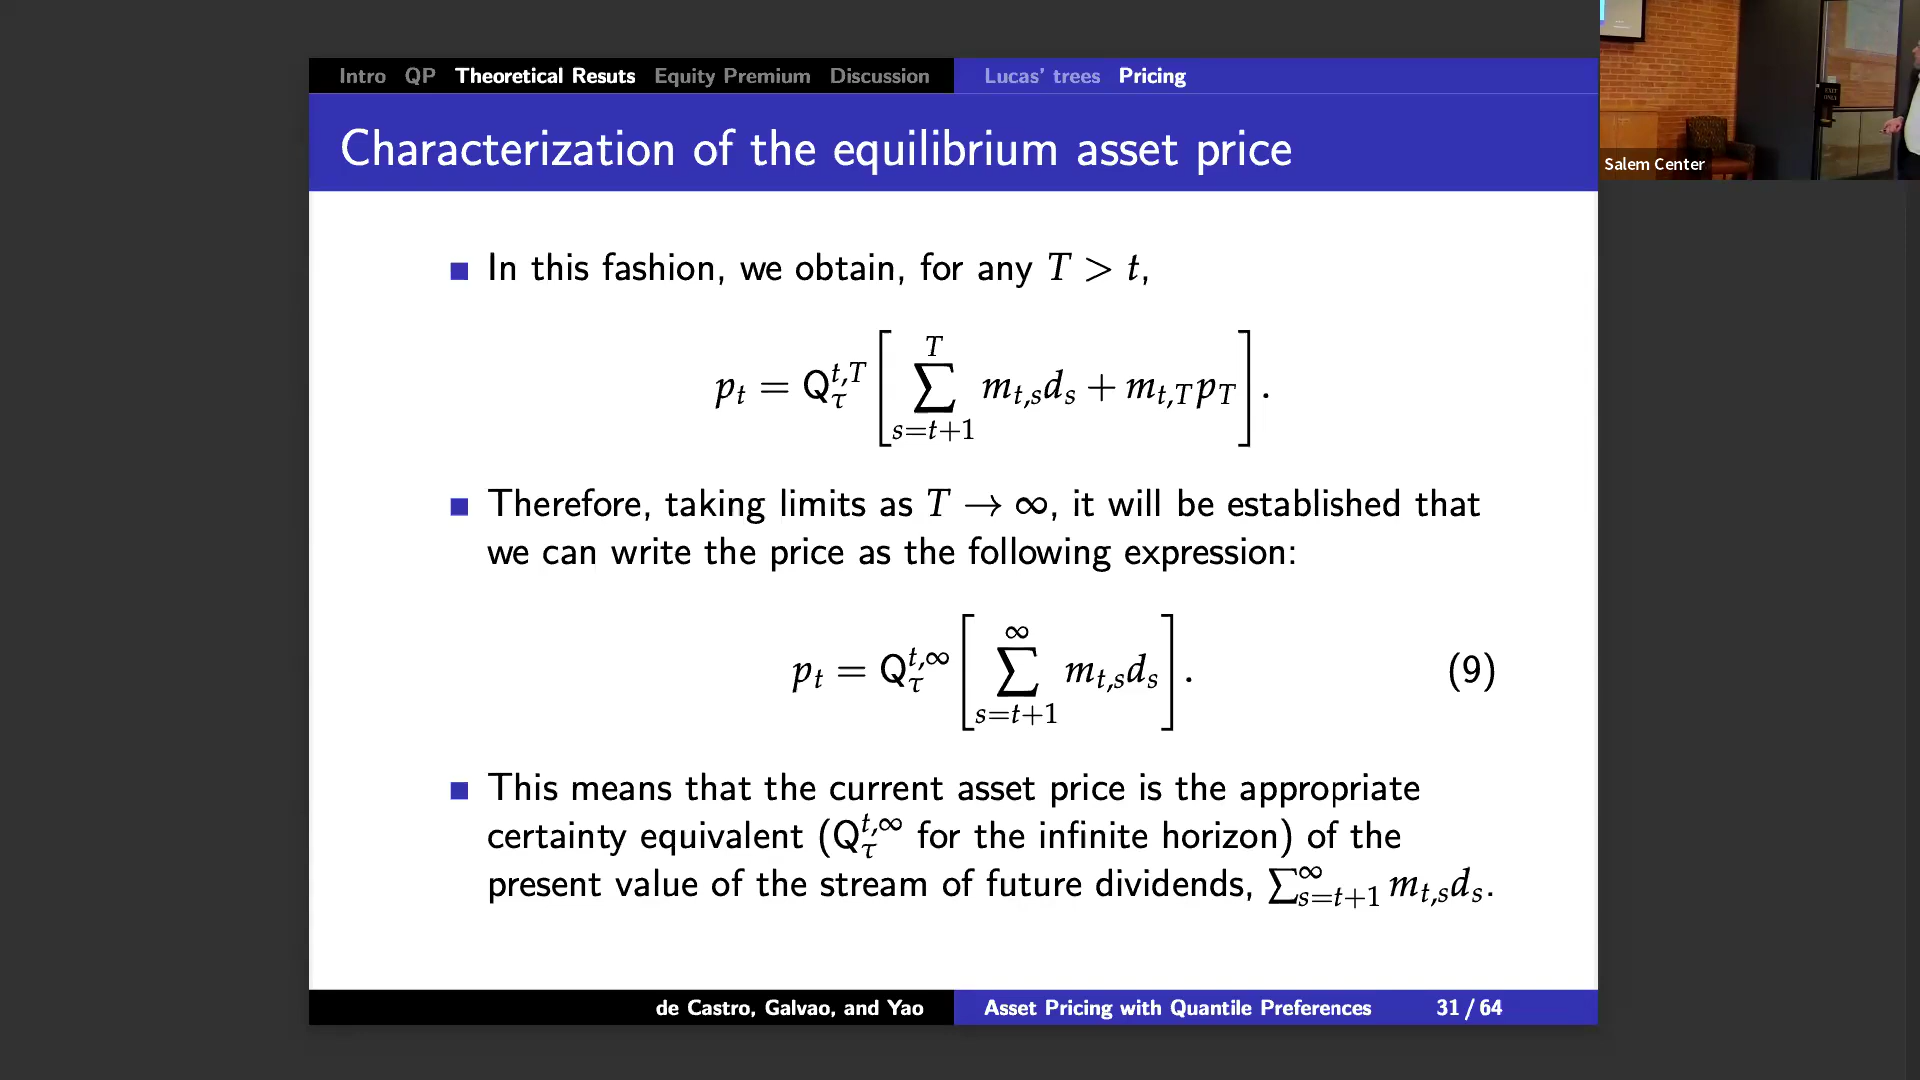 Intro QP Theoretical Resuts Equity Premium Discussion Lucas' trees Pricing
Characterization of the equilibrium asset price
Salem Center
In this fashion, we obtain, for any T > t,
p_t = Q_τ^{t,T} [ ∑_{s=t+1}^{T} m_{t,s}d_s + m_{t,T}p_T ].
Therefore, taking limits as T → ∞, it will be established that
we can write the price as the following expression:
p_t = Q_τ^{t,∞} [ ∑_{s=t+1}^{∞} m_{t,s}d_s ]. (9)
This means that the current asset price is the appropriate
certainty equivalent (Q_τ^{t,∞} for the infinite horizon) of the
present value of the stream of future dividends, ∑_{s=t+1}^{∞} m_{t,s}d_s.
de Castro, Galvao, and Yao Asset Pricing with Quantile Preferences 31 / 64